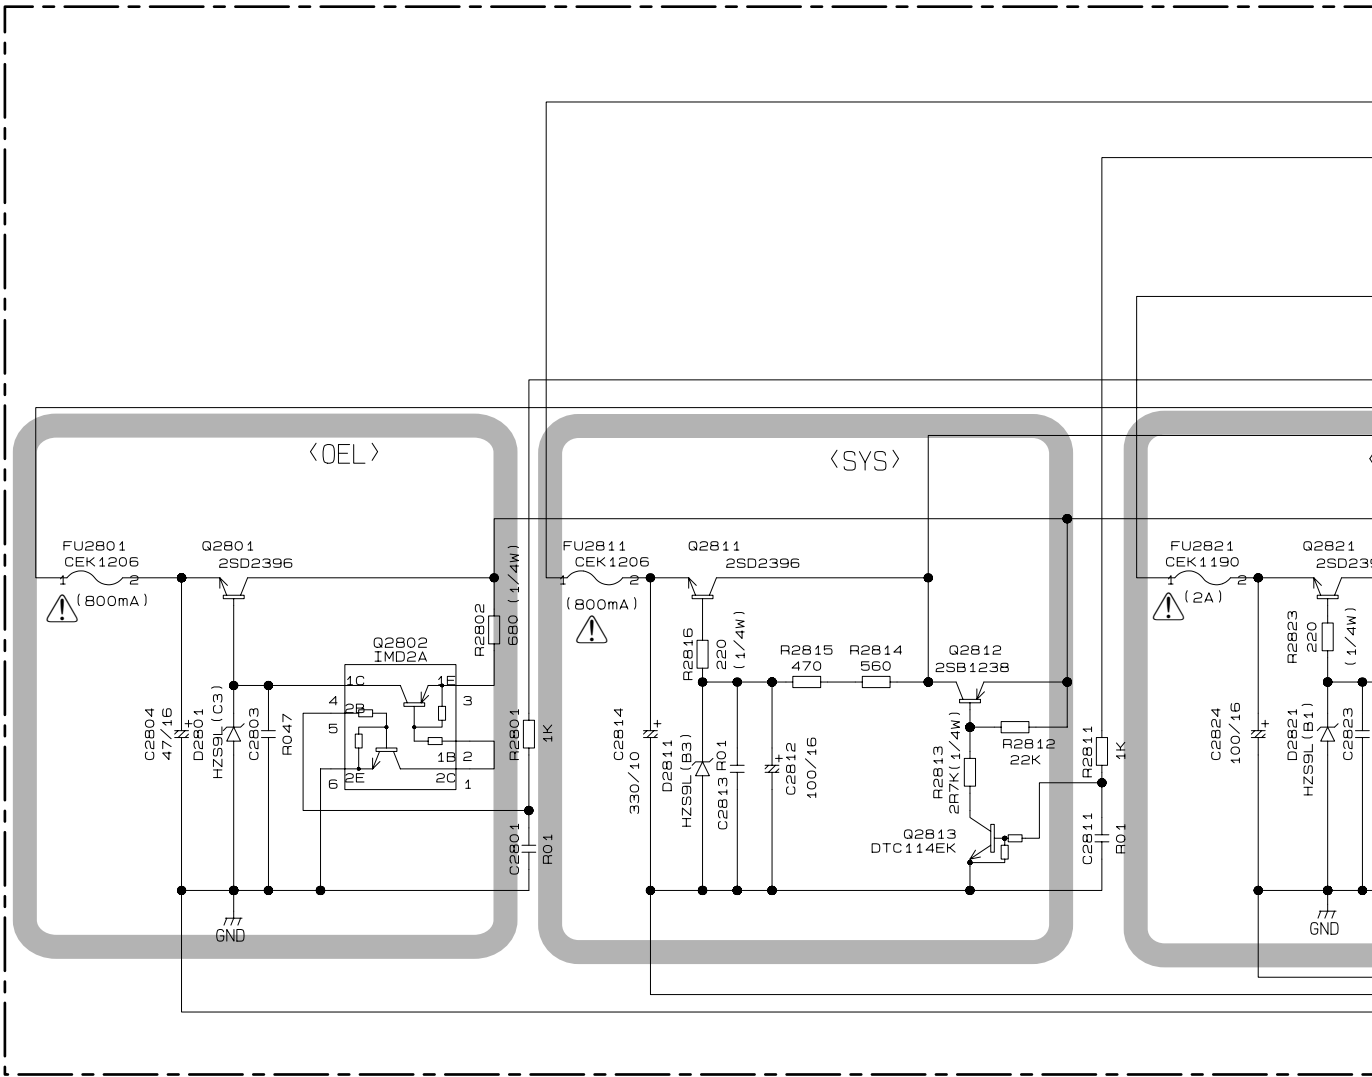 <OEL>
FU2801
CEK1206
1
2
(800mA)
Q2801
2SD2396
R2802
680 (1/4W)
Q2802
IMD2A
1C
1E
4
2B
3
5
1B
2
2E
2C
6
1
C2804
47/16
D2801
HZS9L(C3)
C2803
R047
R2801
1K
C2801
R01
GND
<SYS>
FU2811
CEK1206
1
2
(800mA)
Q2811
2SD2396
R2816
220
(1/4W)
R2815
470
R2814
560
Q2812
2SB1238
C2814
330/10
D2811
HZS9L(B3)
C2813 R01
C2812
100/16
R2813
2R7K(1/4W)
R2812
22K
Q2813
DTC114EK
R2811
1K
C2811
R01
FU2821
CEK1190
1
2
(2A)
Q2821
2SD239
R2823
220
(1/4W)
C2824
100/16
D2821
HZS9L(B1)
C2823
GND